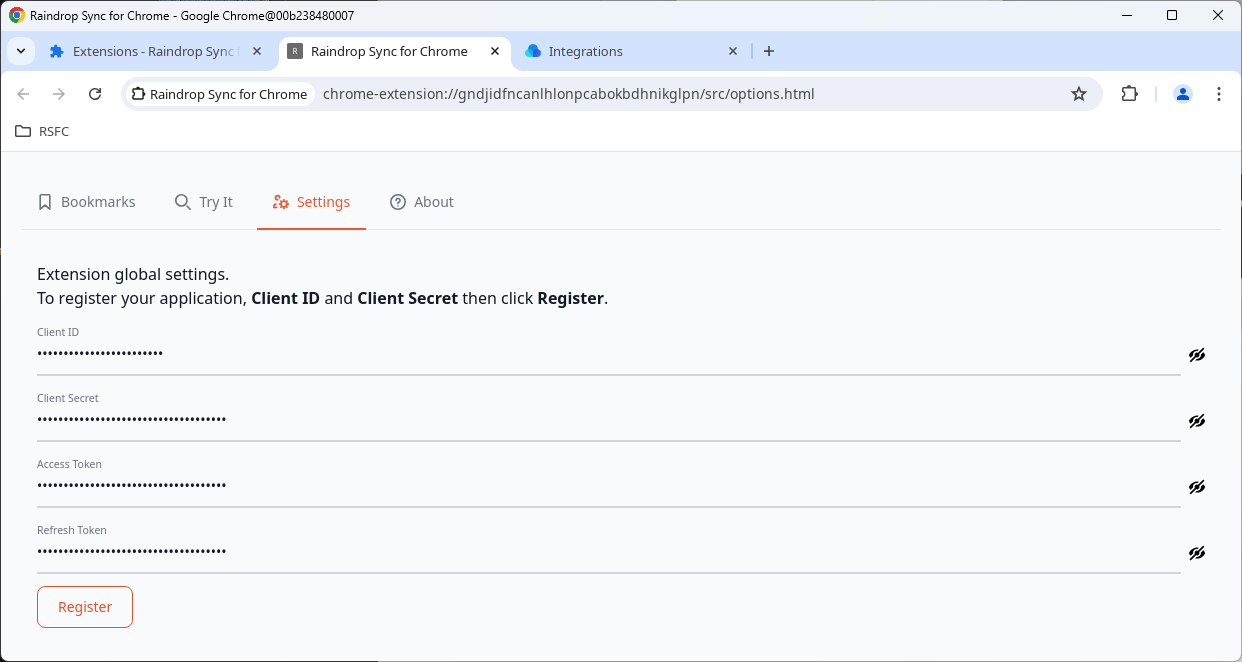 Raindrop Sync for Chrome - Google Chrome@00b238480007
Extensions - Raindrop Sync f
R
Raindrop Sync for Chrome
Integrations
Raindrop Sync for Chrome
chrome-extension://gndjidfncanlhlonpcabokbdhnikglpn/src/options.html
RSFC
Bookmarks
Try It
Settings
About
Extension global settings.
To register your application, Client ID and Client Secret then click Register.
Client ID
••••••••••••••••••••••••
Client Secret
••••••••••••••••••••••••••••••••••••
Access Token
••••••••••••••••••••••••••••••••••••
Refresh Token
••••••••••••••••••••••••••••••••••••
Register